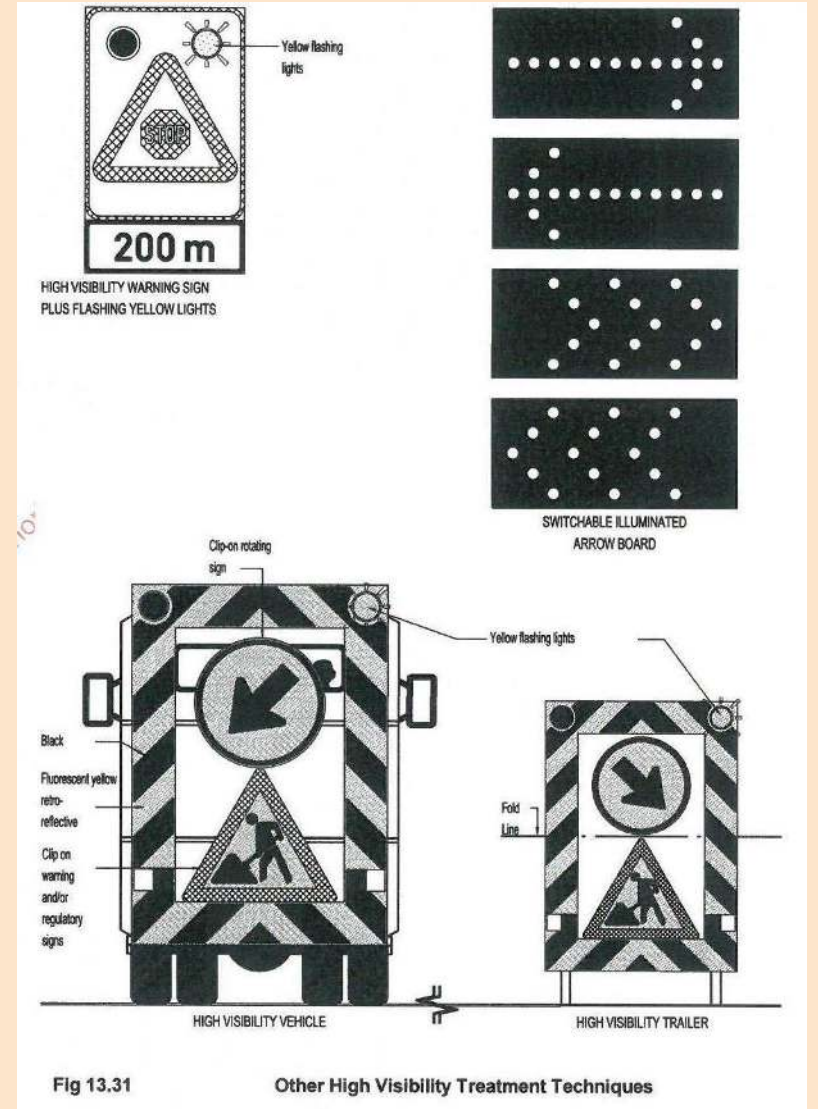 Yellow flashing
lights
STOP
200 m
HIGH VISIBILITY WARNING SIGN
PLUS FLASHING YELLOW LIGHTS
SWITCHABLE ILLUMINATED
ARROW BOARD
Clip-on rotating
sign
Yellow flashing lights
Black
Fluorescent yellow
retro-
reflective
Clip on
warning
and/or
regulatory
signs
Fold
Line
HIGH VISIBILITY VEHICLE
HIGH VISIBILITY TRAILER
Fig 13.31 Other High Visibility Treatment Techniques